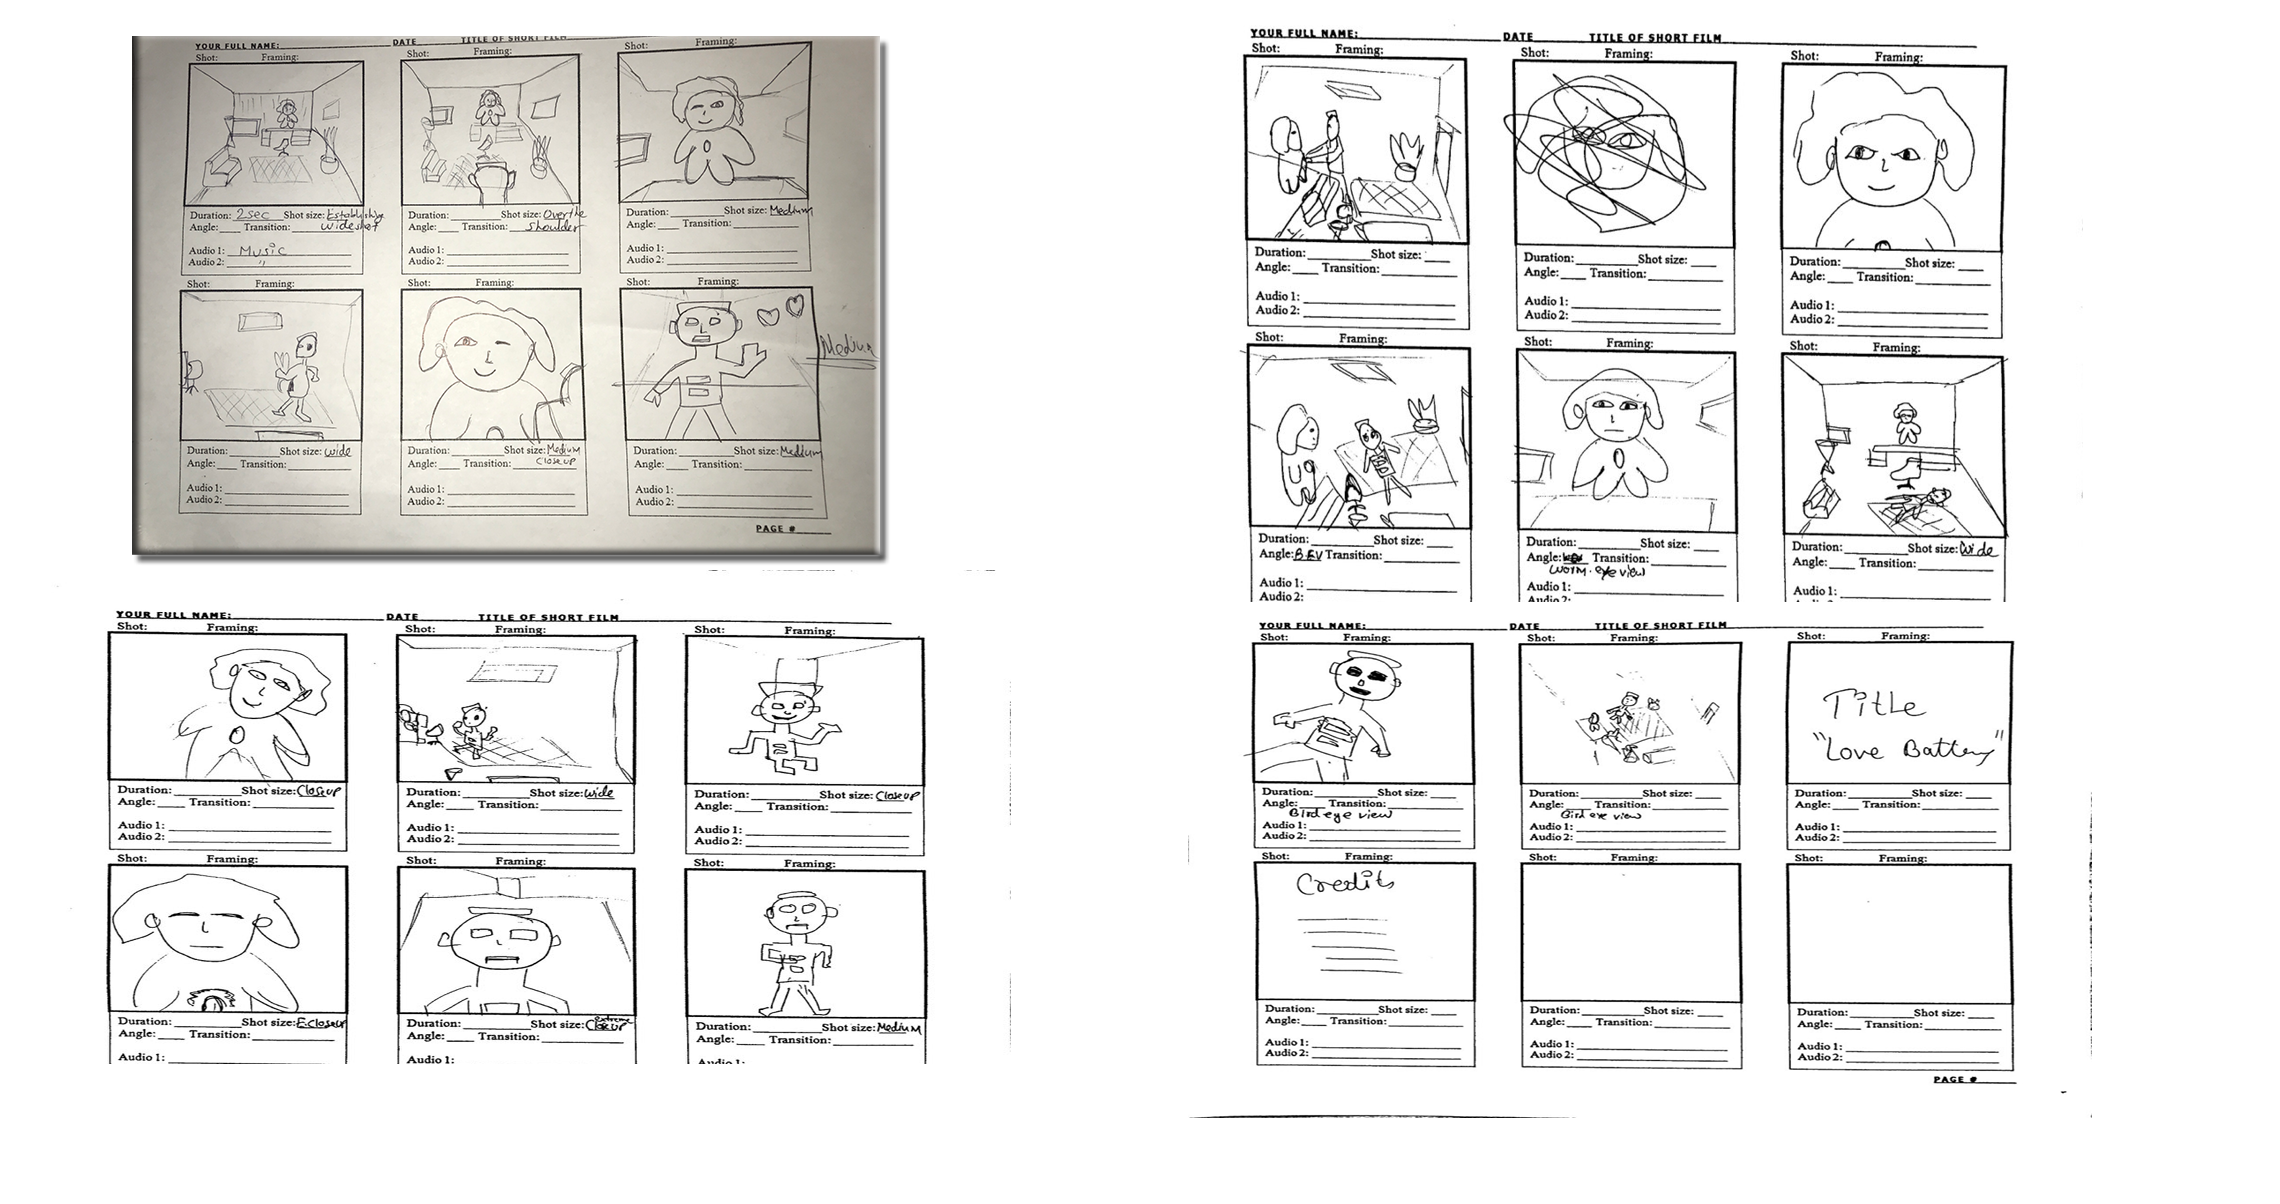 YOUR FULL NAME: DATE TITLE OF SHORT FILM
Shot: Framing: Shot: Framing: Shot: Framing:
Duration: 2sec Shot size: Establishing Duration: Shot size: Over the Duration: Shot size: Medium
Angle: Transition: wideshot Angle: Transition: shoulder Angle: Transition:
Audio 1: Music Audio 1: Audio 1:
Audio 2: " Audio 2: Audio 2:
Shot: Framing: Shot: Framing: Shot: Framing:
Medium
Duration: Shot size: wide Duration: Shot size: Medium Duration: Shot size: Medium
Angle: Transition: Angle: Transition: Closeup Angle: Transition:
Audio 1: Audio 1: Audio 1:
Audio 2: Audio 2: Audio 2:
PAGE #
YOUR FULL NAME: DATE TITLE OF SHORT FILM
Shot: Framing: Shot: Framing: Shot: Framing:
Duration: Shot size: Closeup Duration: Shot size: wide Duration: Shot size: Closeup
Angle: Transition: Angle: Transition: Angle: Transition:
Audio 1: Audio 1: Audio 1:
Audio 2: Audio 2: Audio 2:
Shot: Framing: Shot: Framing: Shot: Framing:
Duration: Shot size: E.Closeup Duration: Shot size: extreme Closeup Duration: Shot size: Medium
Angle: Transition: Angle: Transition: Angle: Transition:
Audio 1: Audio 1: Audio 1:
YOUR FULL NAME: DATE TITLE OF SHORT FILM
Shot: Framing: Shot: Framing: Shot: Framing:
Duration: Shot size: Duration: Shot size: Duration: Shot size:
Angle: Transition: Angle: Transition: Angle: Transition:
Audio 1: Audio 1: Audio 1:
Audio 2: Audio 2: Audio 2:
Shot: Framing: Shot: Framing: Shot: Framing:
Duration: Shot size: Duration: Shot size: Duration: Shot size: Wide
Angle: B.E.V Transition: Angle: Transition: Angle: Transition:
worm.eye view
Audio 1: Audio 1: Audio 1:
Audio 2: Audio 2:
YOUR FULL NAME: DATE TITLE OF SHORT FILM
Shot: Framing: Shot: Framing: Shot: Framing:
Title
"Love Battery"
Duration: Shot size: Duration: Shot size: Duration: Shot size:
Angle: Transition: Angle: Transition: Angle: Transition:
Bird eye view Bird eye view
Audio 1: Audio 1: Audio 1:
Audio 2: Audio 2: Audio 2:
Shot: Framing: Shot: Framing: Shot: Framing:
Credits
Duration: Shot size: Duration: Shot size: Duration: Shot size:
Angle: Transition: Angle: Transition: Angle: Transition:
Audio 1: Audio 1: Audio 1:
Audio 2: Audio 2: Audio 2:
PAGE #